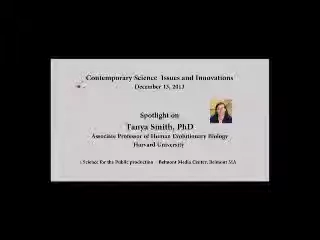 Contemporary Science Issues and Innovations
December 13, 2013
Spotlight on
Tanya Smith, PhD
Associate Professor of Human Evolutionary Biology
Harvard University
Science for the Public production Belmont Media Center, Belmont MA